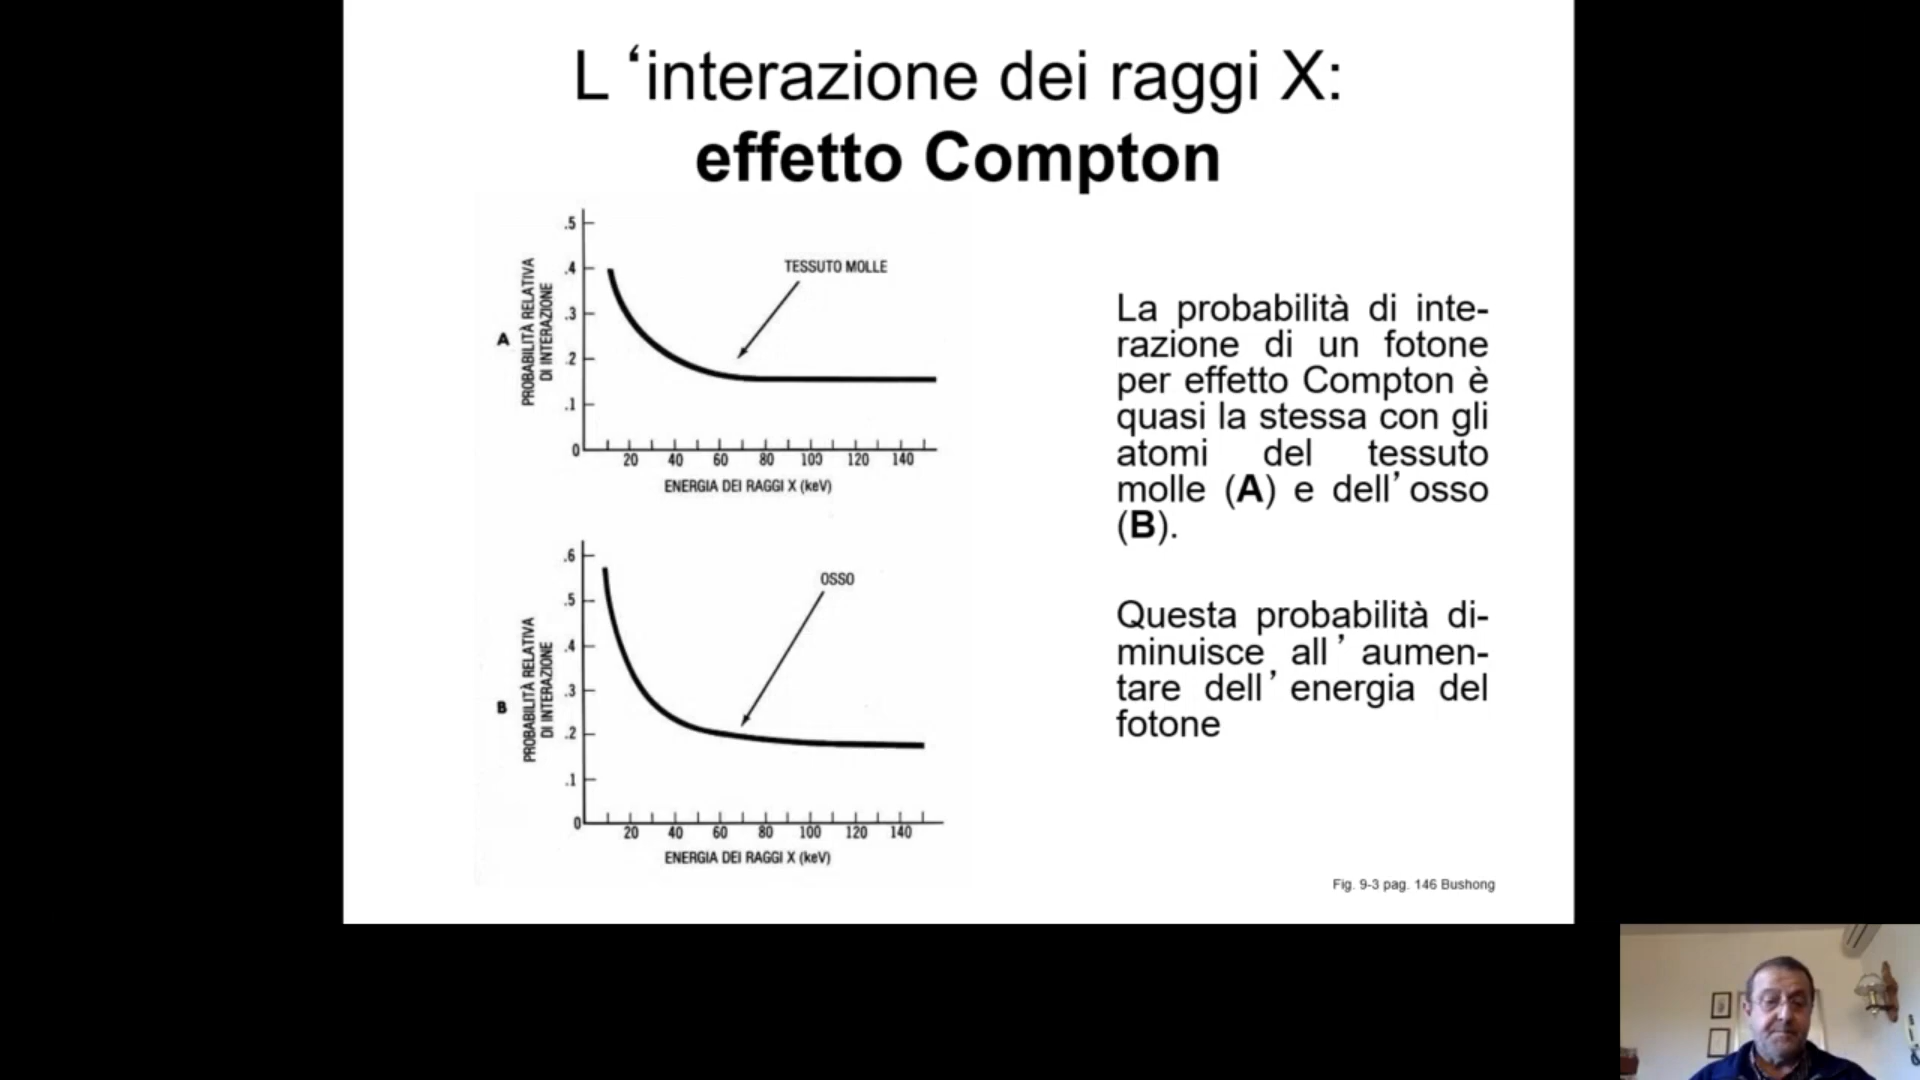 L ‘interazione dei raggi X:
effetto Compton
.5
.4
.3
.2
.1
0
A
PROBABILITÀ RELATIVA
DI INTERAZIONE
TESSUTO MOLLE
20 40 60 80 100 120 140
ENERGIA DEI RAGGI X (keV)
.6
.5
.4
.3
.2
.1
0
B
PROBABILITÀ RELATIVA
DI INTERAZIONE
OSSO
20 40 60 80 100 120 140
ENERGIA DEI RAGGI X (keV)
La probabilità di inte-
razione di un fotone
per effetto Compton è
quasi la stessa con gli
atomi del tessuto
molle (A) e dell’osso
(B).
Questa probabilità di-
minuisce all’aumen-
tare dell’energia del
fotone
Fig. 9-3 pag. 146 Bushong